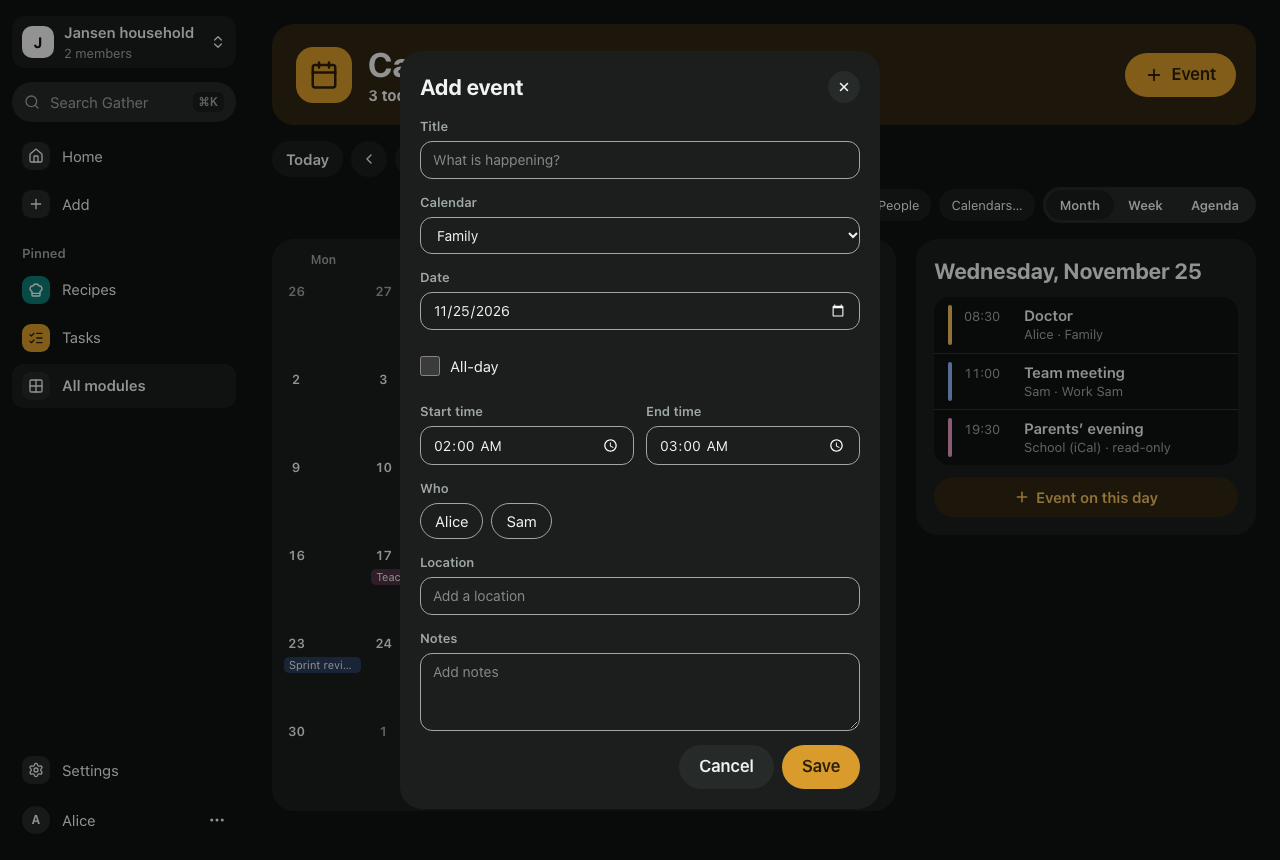 J
Jansen household
2 members
Search Gather
⌘K
Home
Add
Pinned
Recipes
Tasks
All modules
Settings
A
Alice
Event
Today
People
Calendars…
Month
Week
Agenda
Mon
26
27
2
3
9
10
16
17
23
24
Sprint revi…
30
1
Add event
Title
What is happening?
Calendar
Family
Date
11/25/2026
All-day
Start time
End time
02:00 AM
03:00 AM
Who
Alice
Sam
Location
Add a location
Notes
Add notes
Cancel
Save
Wednesday, November 25
08:30
Doctor
Alice · Family
11:00
Team meeting
Sam · Work Sam
19:30
Parents’ evening
School (iCal) · read-only
Event on this day